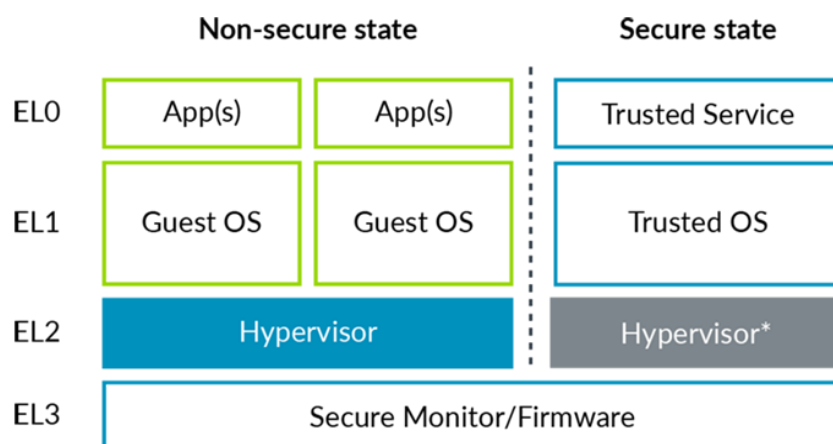 Non-secure state Secure state
EL0 App(s) App(s) Trusted Service
EL1 Guest OS Guest OS Trusted OS
EL2 Hypervisor Hypervisor*
EL3 Secure Monitor/Firmware